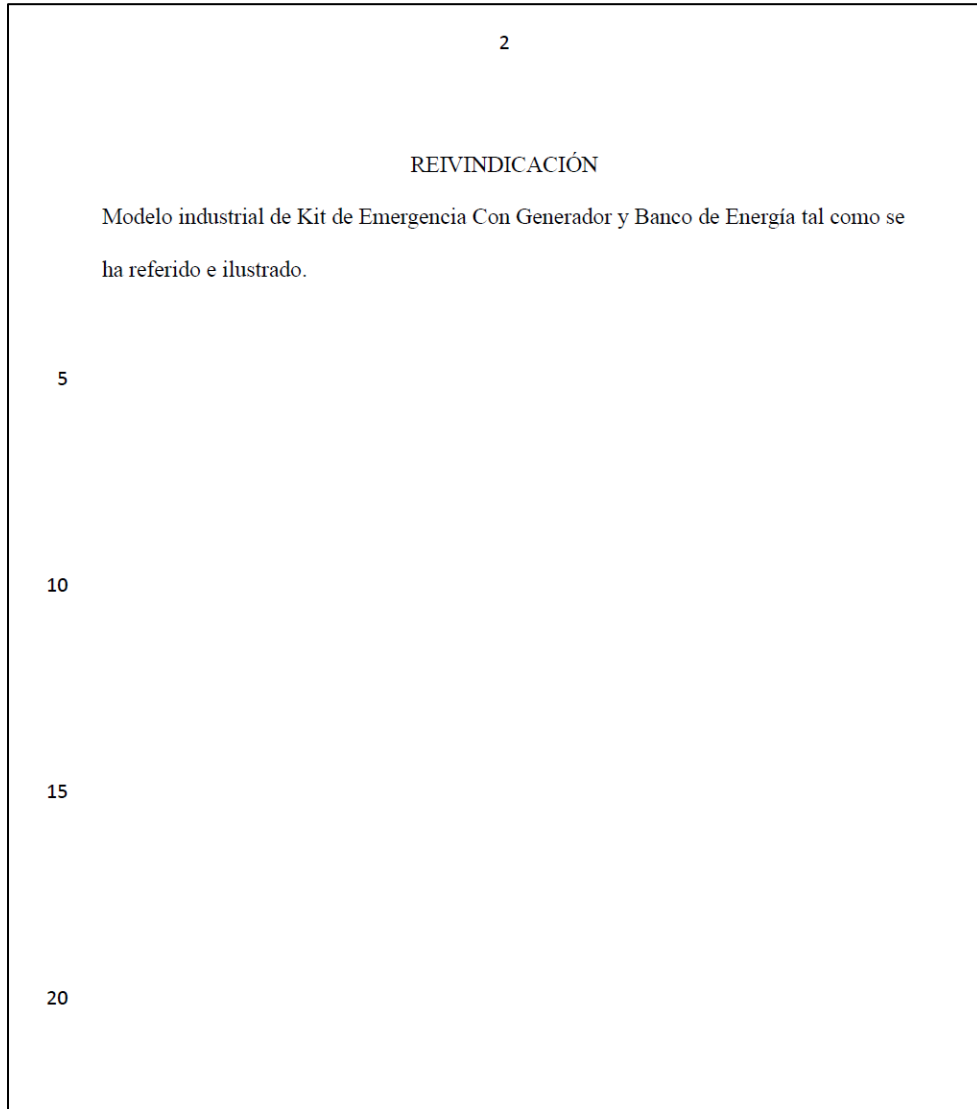 2
REIVINDICACIÓN
Modelo industrial de Kit de Emergencia Con Generador y Banco de Energía tal como se
ha referido e ilustrado.
5
10
15
20